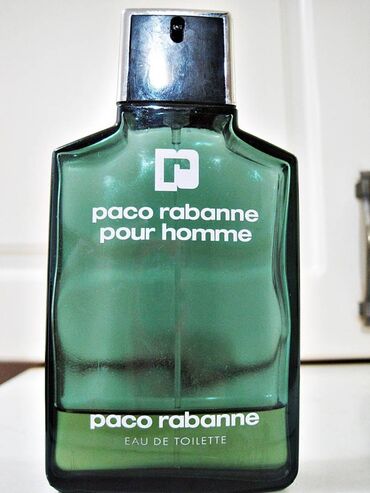 paco rabanne
pour homme
paco rabanne
EAU DE TOILETTE